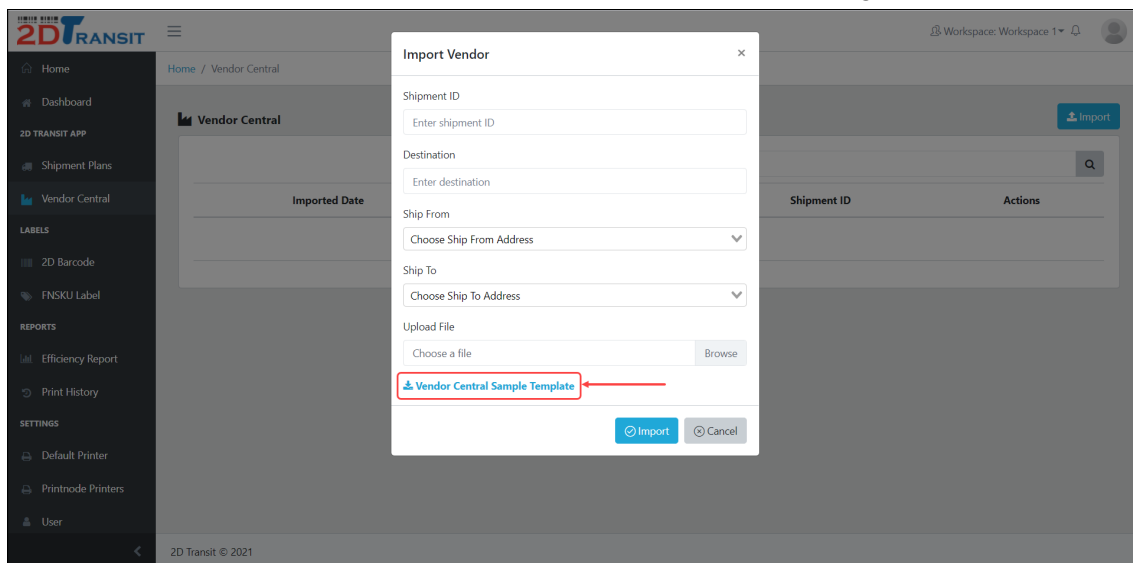 2DTRANSIT
Workspace: Workspace 1
Home
Dashboard
2D TRANSIT APP
Shipment Plans
Vendor Central
LABELS
2D Barcode
FNSKU Label
REPORTS
Efficiency Report
Print History
SETTINGS
Default Printer
Printnode Printers
User
Home / Vendor Central
Vendor Central
Import
Imported Date
Shipment ID
Actions
Import Vendor
×
Shipment ID
Enter shipment ID
Destination
Enter destination
Ship From
Choose Ship From Address
Ship To
Choose Ship To Address
Upload File
Choose a file
Browse
Vendor Central Sample Template
Import
Cancel
2D Transit © 2021